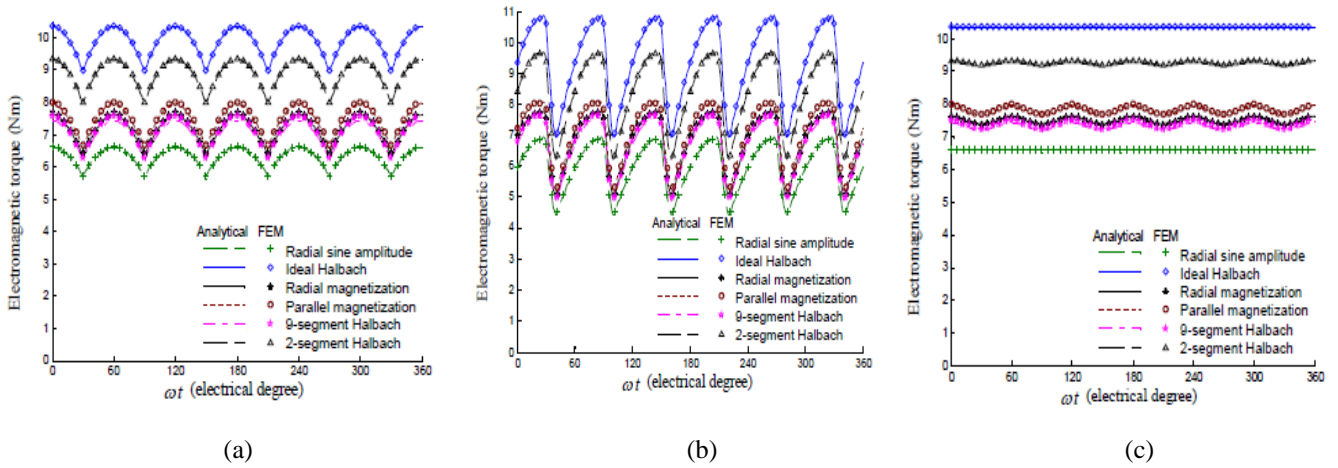 Electromagnetic torque (Nm)
10
9
8
7
6
5
4
3
2
1
0
Analytical FEM
Radial sine amplitude
Ideal Halbach
Radial magnetization
Parallel magnetization
9-segment Halbach
2-segment Halbach
0 60 120 180 240 300 360
ωt (electrical degree)
(a)
Electromagnetic torque (Nm)
11
10
9
8
7
6
5
4
3
2
1
0
Analytical FEM
Radial sine amplitude
Ideal Halbach
Radial magnetization
Parallel magnetization
9-segment Halbach
2-segment Halbach
0 60 120 180 240 300 360
ωt (electrical degree)
(b)
Electromagnetic torque (Nm)
10
9
8
7
6
5
4
3
2
1
0
Analytical FEM
Radial sine amplitude
Ideal Halbach
Radial magnetization
Parallel magnetization
9-segment Halbach
2-segment Halbach
0 60 120 180 240 300 360
ωt (electrical degree)
(c)